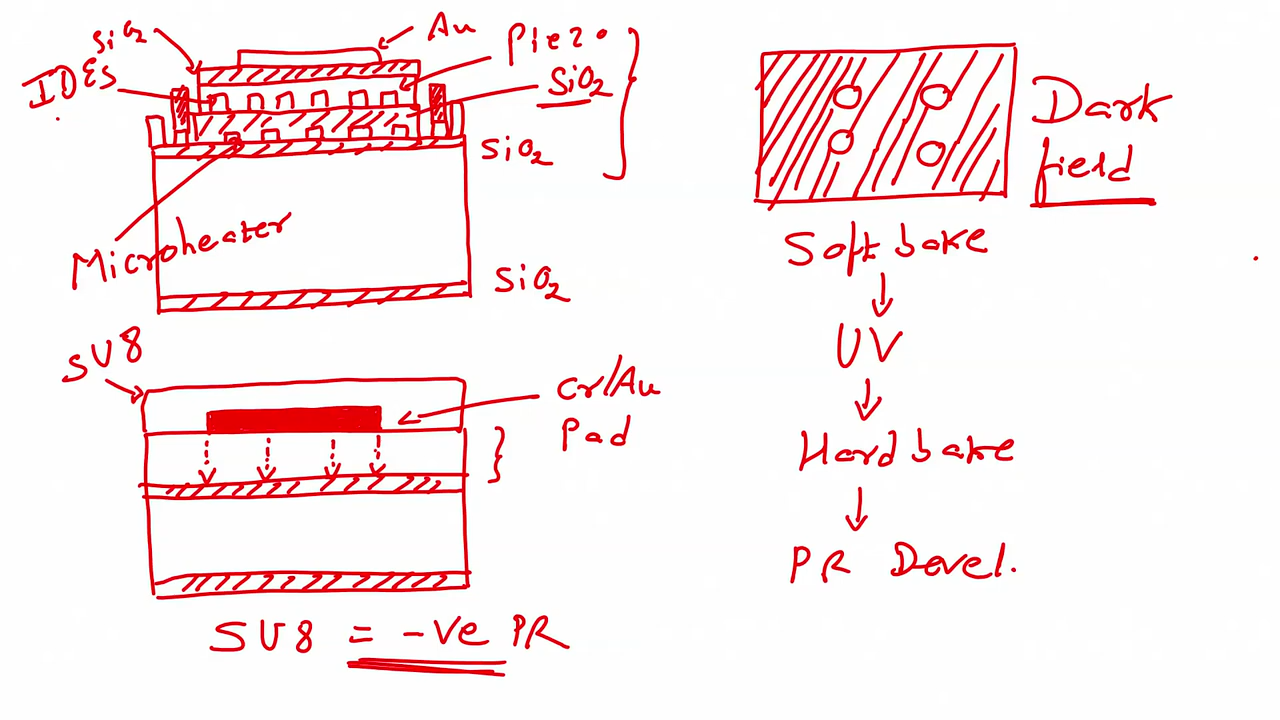 SiO2
Au
Piezo
IDES
SiO2
SiO2
Microheater
SiO2
SU8
Cr/Au
Pad
SU8 = -ve PR
Dark
field
Soft bake
UV
Hard bake
PR Devel.